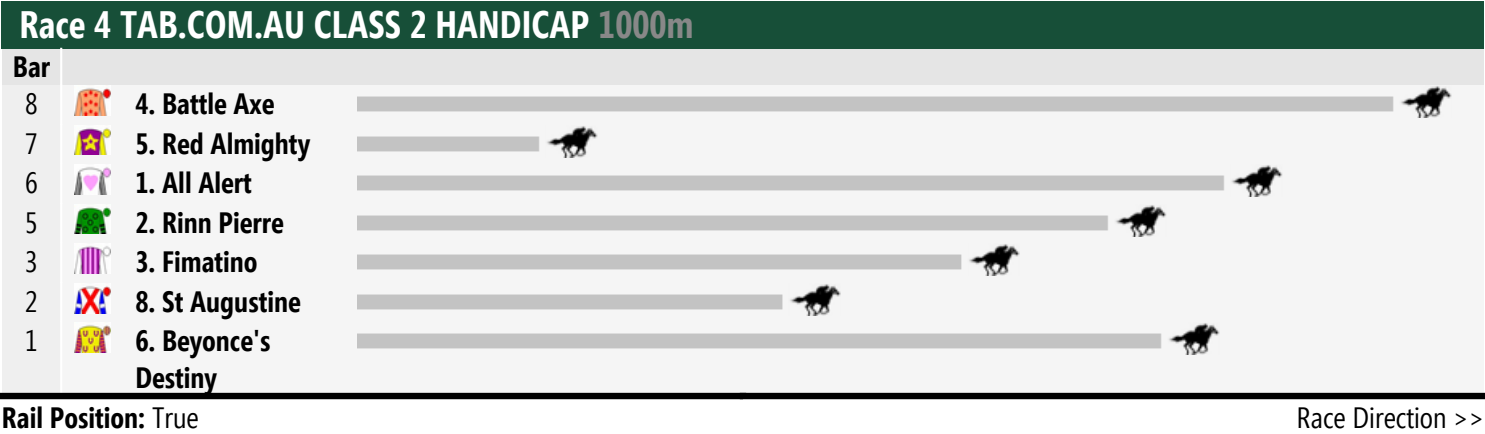 Race 4 TAB.COM.AU CLASS 2 HANDICAP 1000m
Bar
8 4. Battle Axe
7 5. Red Almighty
6 1. All Alert
5 2. Rinn Pierre
3 3. Fimatino
2 8. St Augustine
1 6. Beyonce's
Destiny
Rail Position: True Race Direction >>